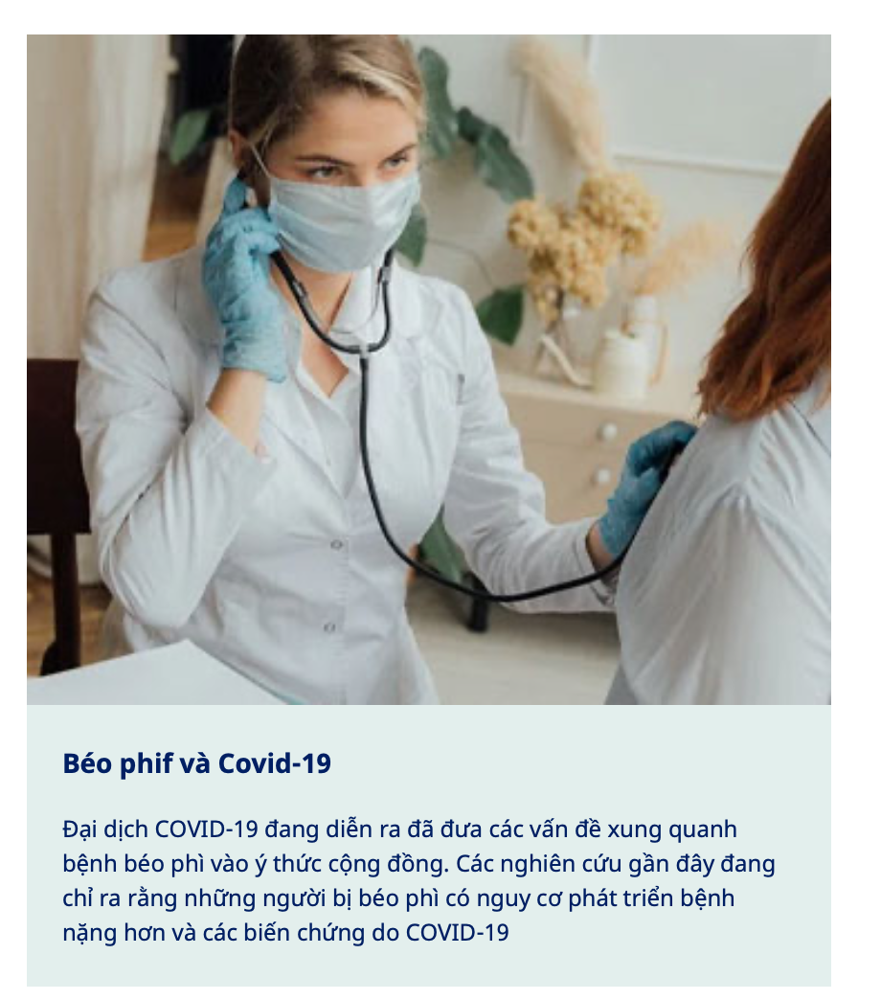 Béo phif và Covid-19
Đại dịch COVID-19 đang diễn ra đã đưa các vấn đề xung quanh
bệnh béo phì vào ý thức cộng đồng. Các nghiên cứu gần đây đang
chỉ ra rằng những người bị béo phì có nguy cơ phát triển bệnh
nặng hơn và các biến chứng do COVID-19